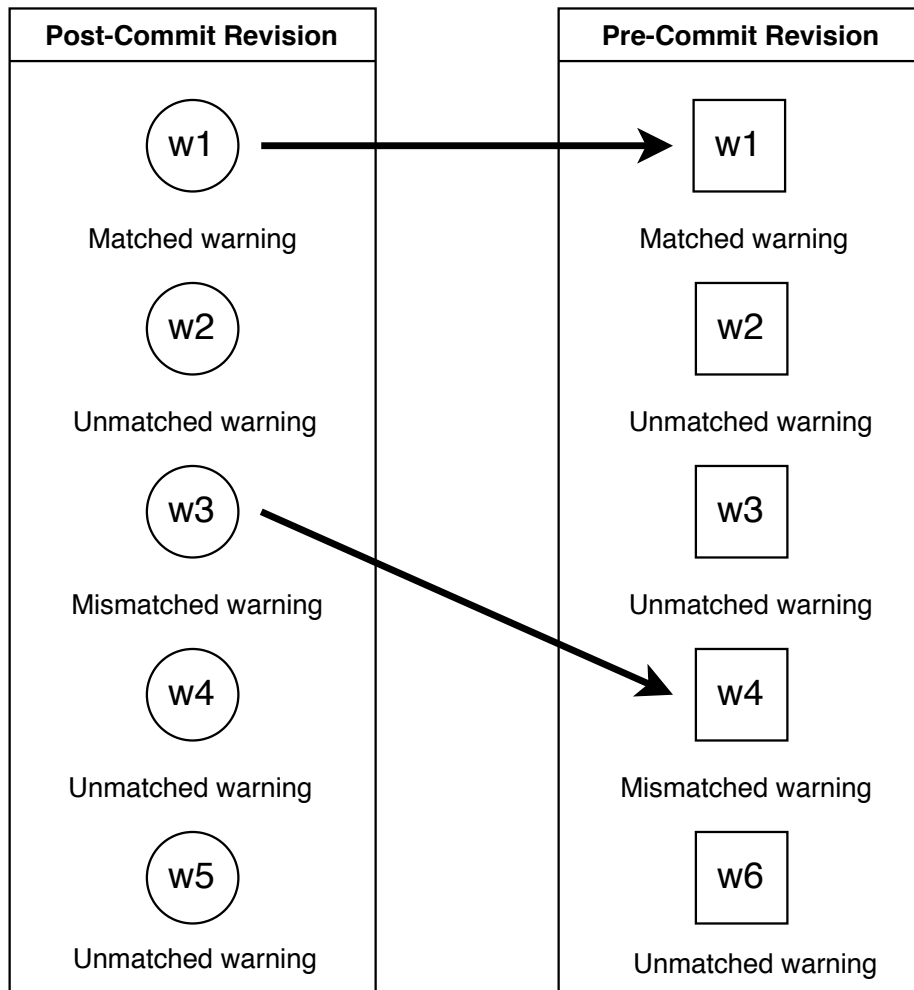 Post-Commit Revision
w1
Matched warning
w2
Unmatched warning
w3
Mismatched warning
w4
Unmatched warning
w5
Unmatched warning
Pre-Commit Revision
w1
Matched warning
w2
Unmatched warning
w3
Unmatched warning
w4
Mismatched warning
w6
Unmatched warning